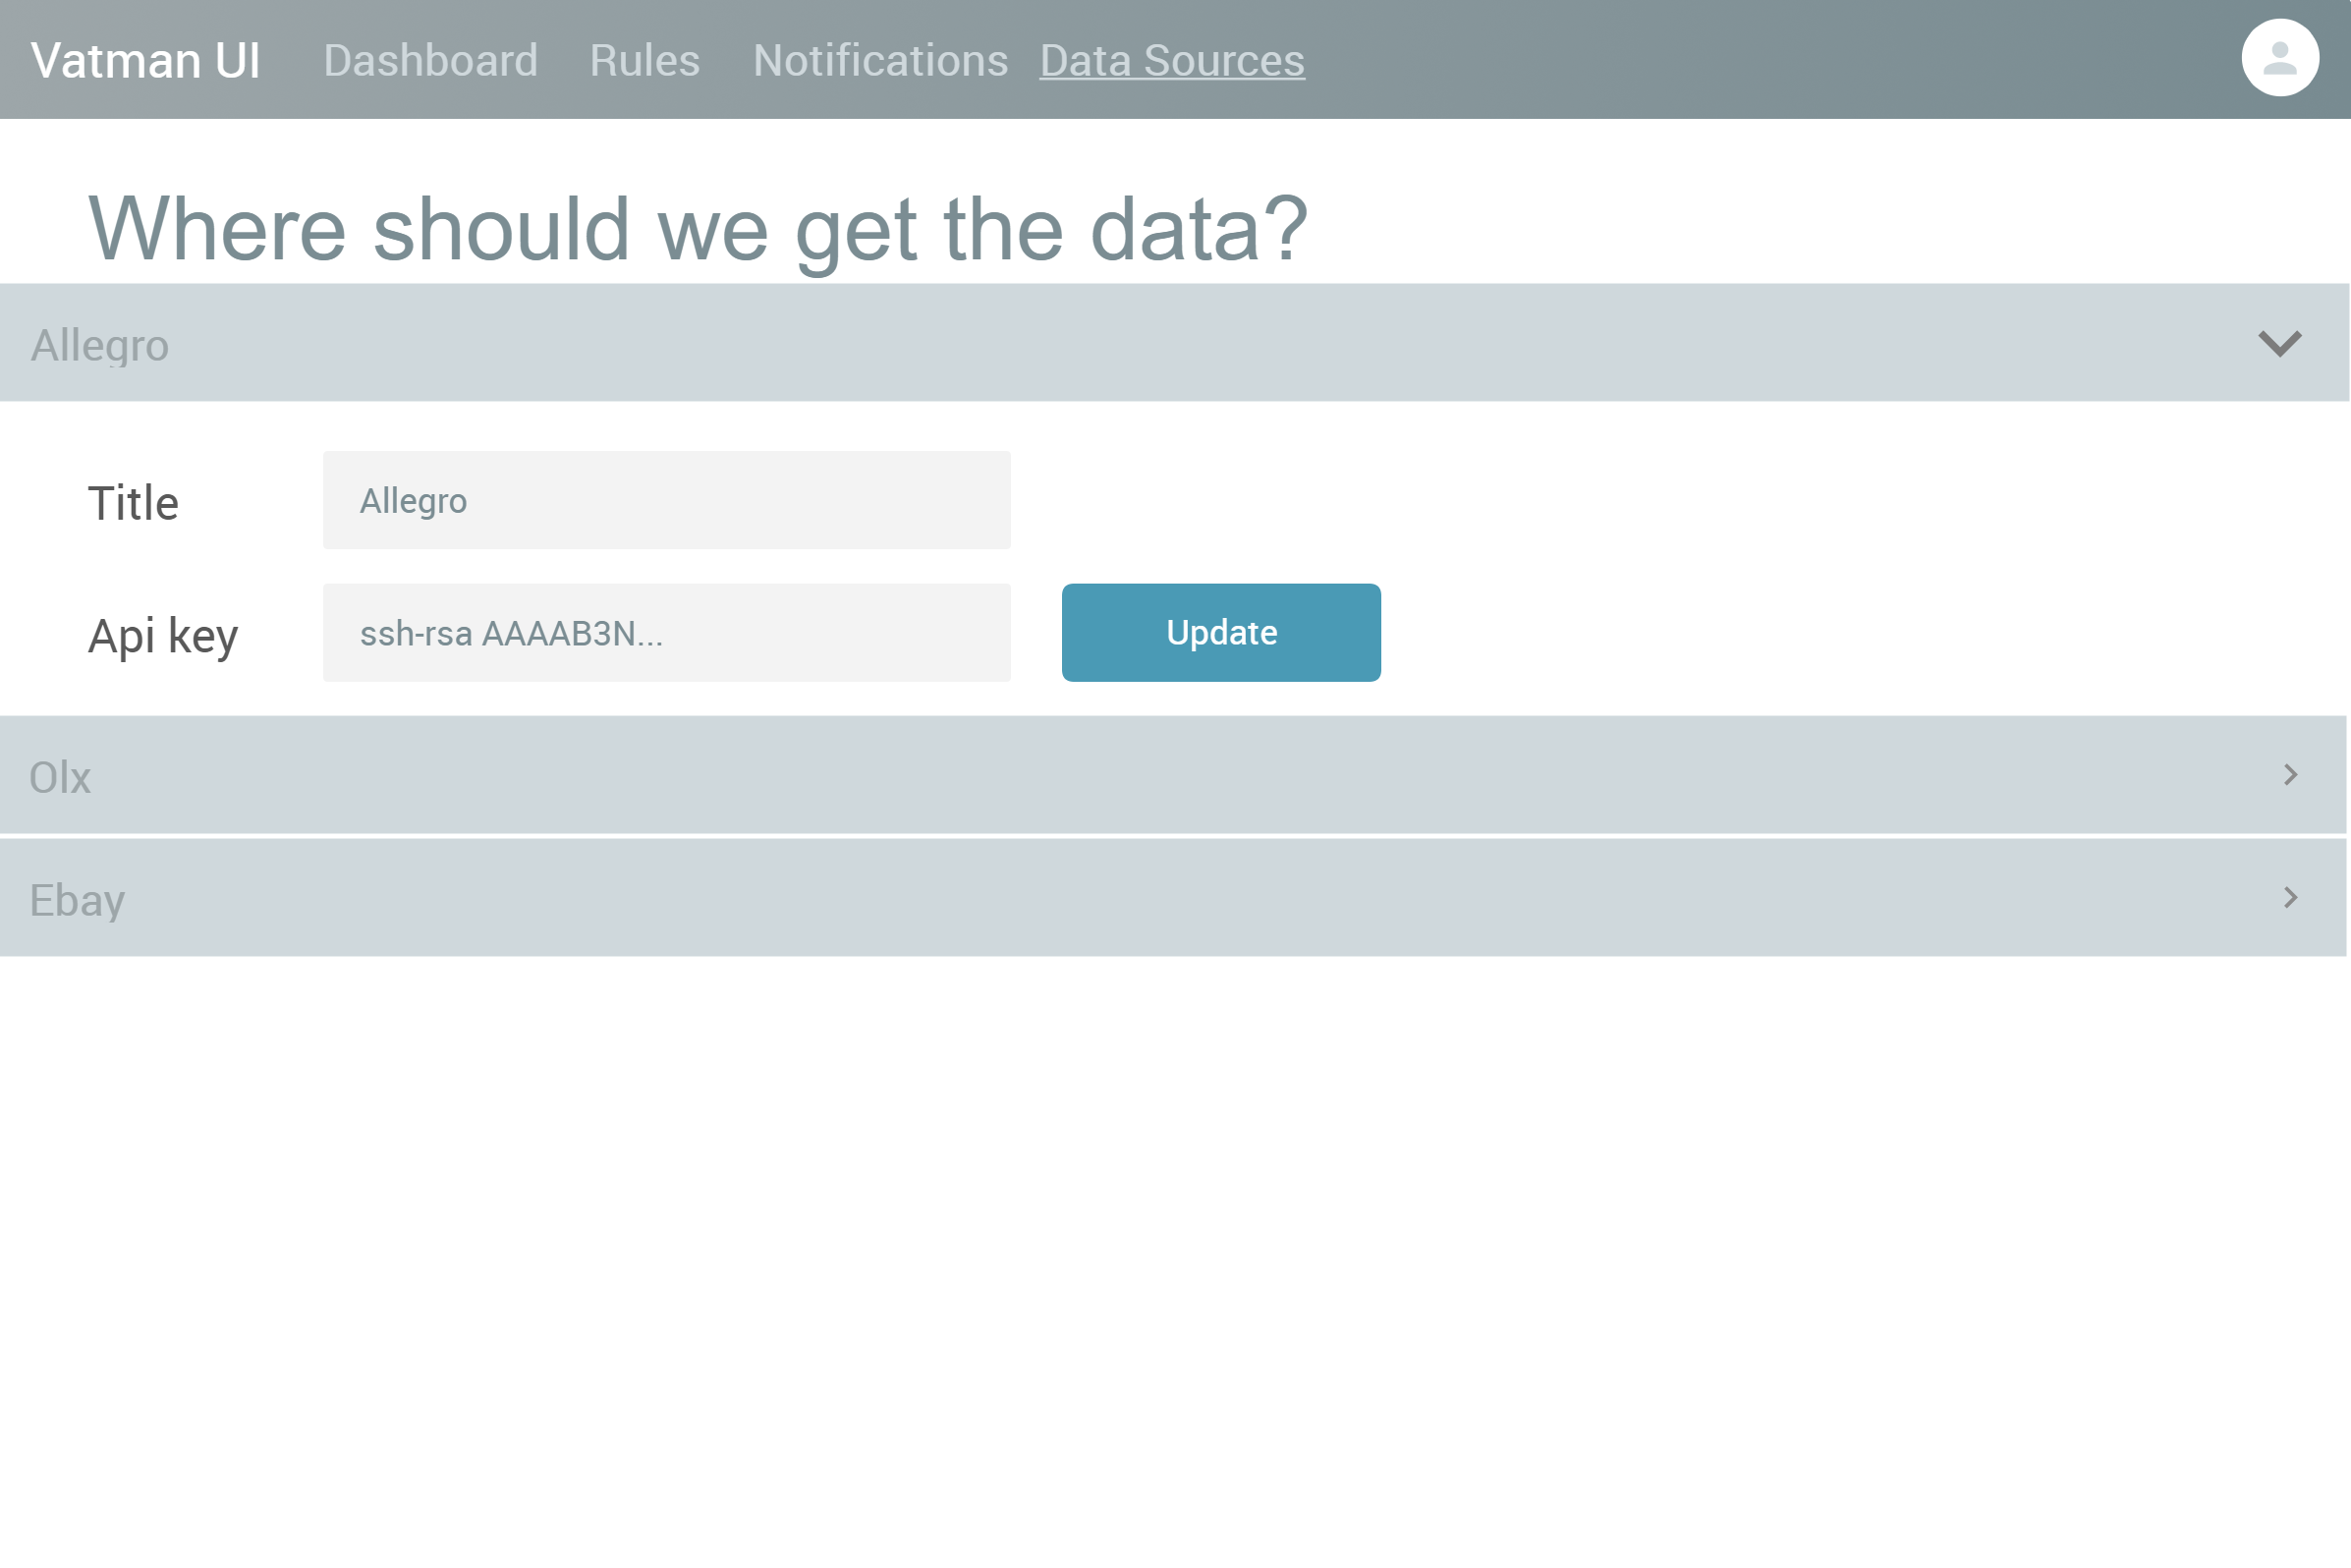 Vatman UI Dashboard Rules Notifications Data Sources
Where should we get the data?
Allegro
Title Allegro
Api key ssh-rsa AAAAB3N... Update
Olx
Ebay